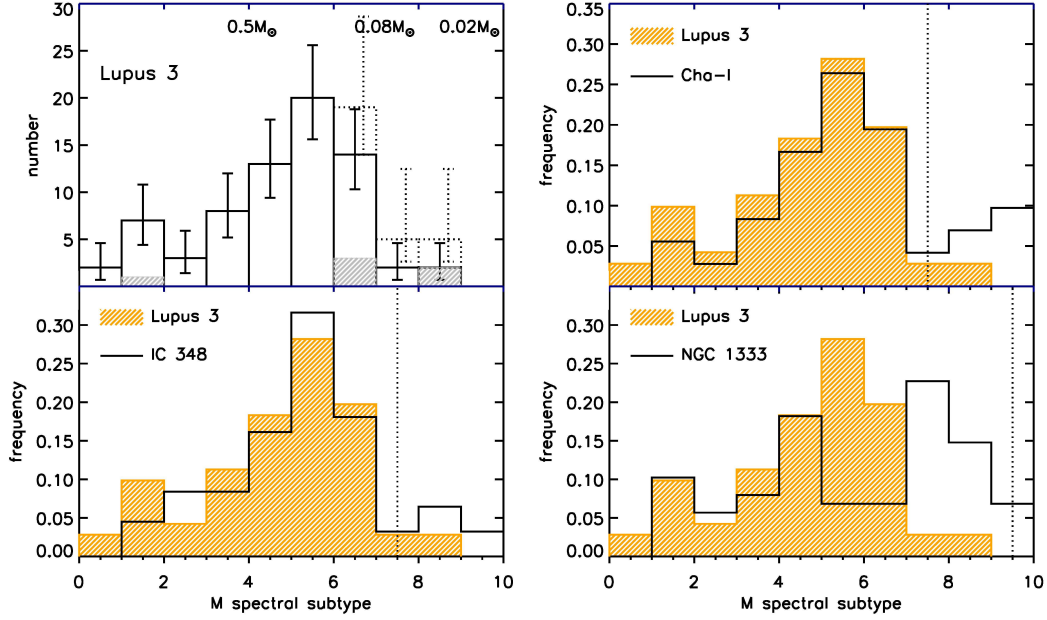 30
25
20
15
10
5
number
Lupus 3
0.5M⊙
0.08M⊙
0.02M⊙
0.35
0.30
0.25
0.20
0.15
0.10
0.05
frequency
Lupus 3
Cha-I
0.30
0.25
0.20
0.15
0.10
0.05
0.00
frequency
Lupus 3
IC 348
0 2 4 6 8 10
M spectral subtype
0.30
0.25
0.20
0.15
0.10
0.05
0.00
frequency
Lupus 3
NGC 1333
0 2 4 6 8 10
M spectral subtype